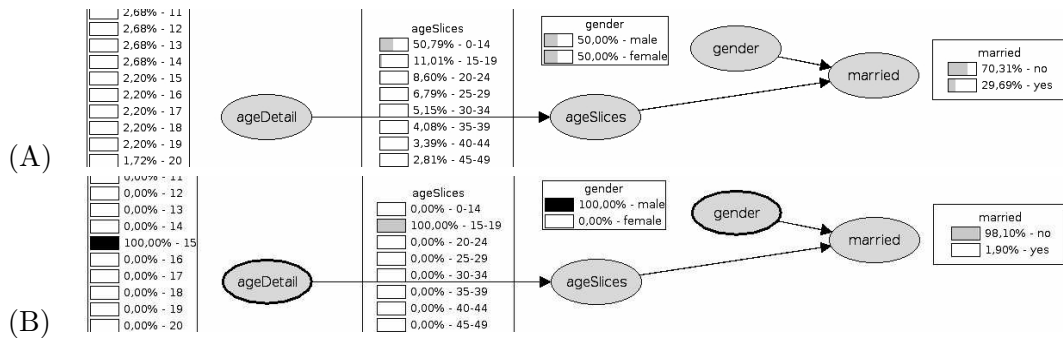 2,68% - 11
2,68% - 12
2,68% - 13
2,68% - 14
2,20% - 15
2,20% - 16
2,20% - 17
2,20% - 18
2,20% - 19
1,72% - 20
ageDetail
ageSlices
50,79% - 0-14
11,01% - 15-19
8,60% - 20-24
6,79% - 25-29
5,15% - 30-34
4,08% - 35-39
3,39% - 40-44
2,81% - 45-49
gender
50,00% - male
50,00% - female
gender
ageSlices
married
married
70,31% - no
29,69% - yes
(A)
0,00% - 11
0,00% - 12
0,00% - 13
0,00% - 14
100,00% - 15
0,00% - 16
0,00% - 17
0,00% - 18
0,00% - 19
0,00% - 20
ageDetail
ageSlices
0,00% - 0-14
100,00% - 15-19
0,00% - 20-24
0,00% - 25-29
0,00% - 30-34
0,00% - 35-39
0,00% - 40-44
0,00% - 45-49
gender
100,00% - male
0,00% - female
gender
ageSlices
married
married
98,10% - no
1,90% - yes
(B)